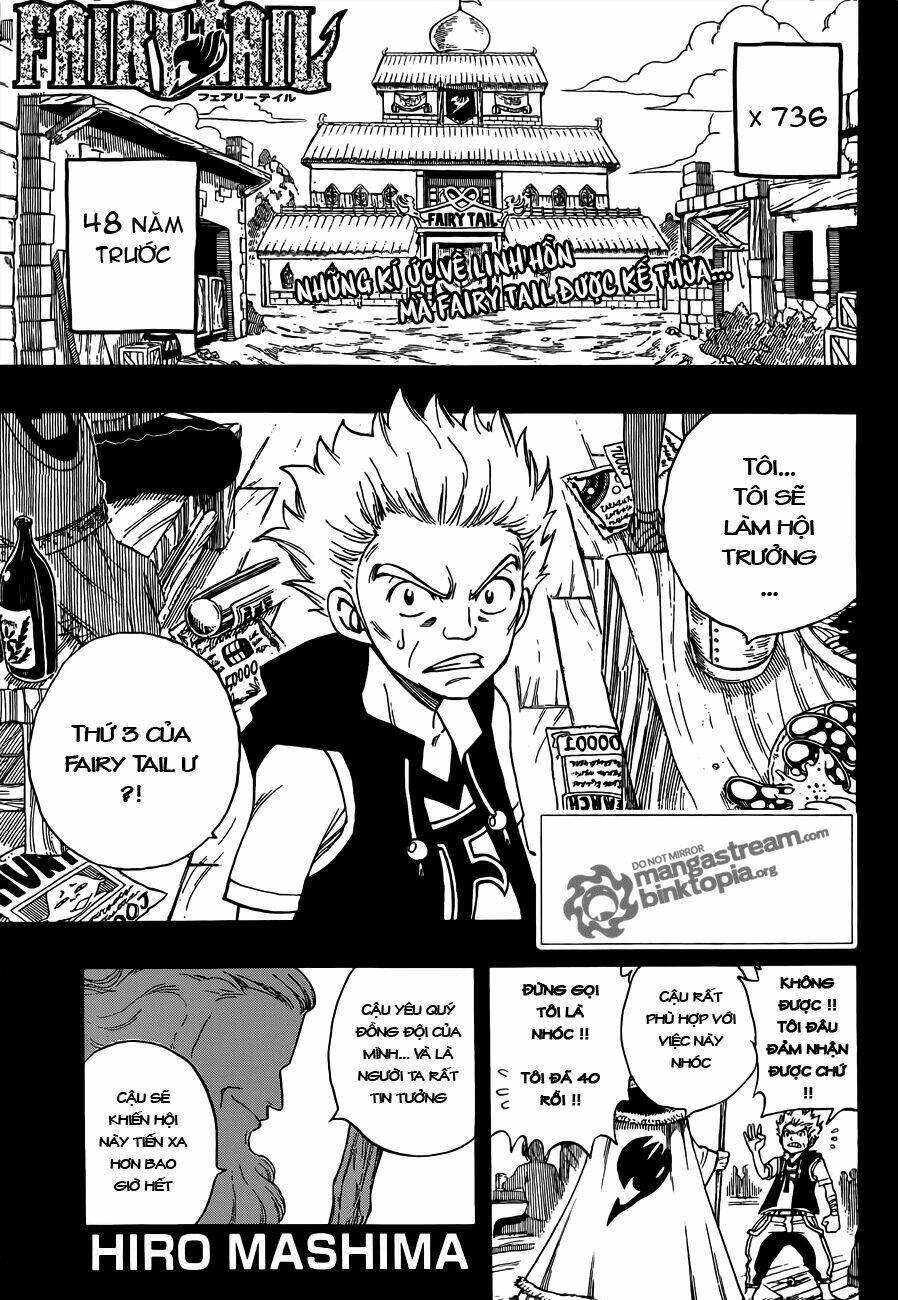 FAIRY TAIL
フェアリーテイル
X 736
48 NĂM
TRƯỚC
FAIRY TAIL
NHỮNG KÍ ỨC VỀ LINH HỒN
MÀ FAIRY TAIL ĐƯỢC KẾ THỪA...
TÔI...
TÔI SẼ
LÀM HỘI
TRƯỞNG
...
THỨ 3 CỦA
FAIRY TAIL Ư
?!
DO NOT MIRROR
mangastream.com
binktopia.org
KHÔNG
ĐƯỢC !!
TÔI ĐÂU
ĐẢM NHẬN
ĐƯỢC CHỨ
!!
CẬU RẤT
PHÙ HỢP VỚI
VIỆC NÀY
NHÓC
ĐỪNG GỌI
TÔI LÀ
NHÓC !!
TÔI ĐÃ 40
RỒI !!
CẬU YÊU QUÝ
ĐỒNG ĐỘI CỦA
MÌNH... VÀ LÀ
NGƯỜI TA RẤT
TIN TƯỞNG
CẬU SẼ
KHIẾN HỘI
NÀY TIẾN XA
HƠN BAO
GIỜ HẾT
HIRO MASHIMA